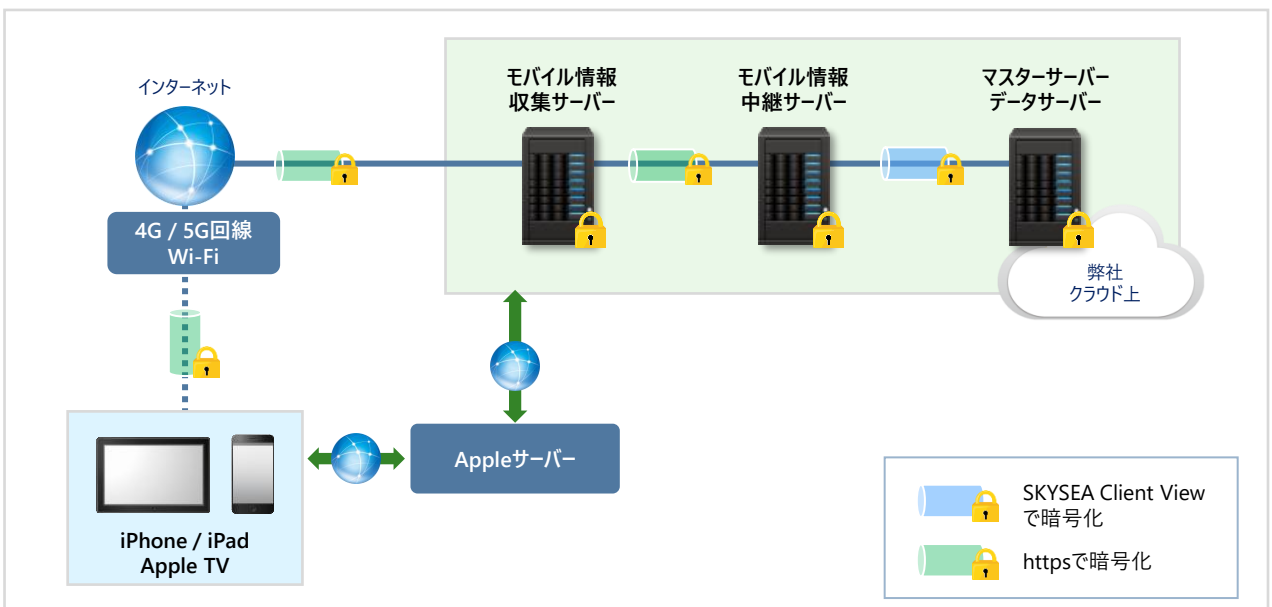 インターネット
モバイル情報
収集サーバー
モバイル情報
中継サーバー
マスターサーバー
データサーバー
4G / 5G回線
Wi-Fi
弊社
クラウド上
Appleサーバー
iPhone / iPad
Apple TV
SKYSEA Client View
で暗号化
httpsで暗号化